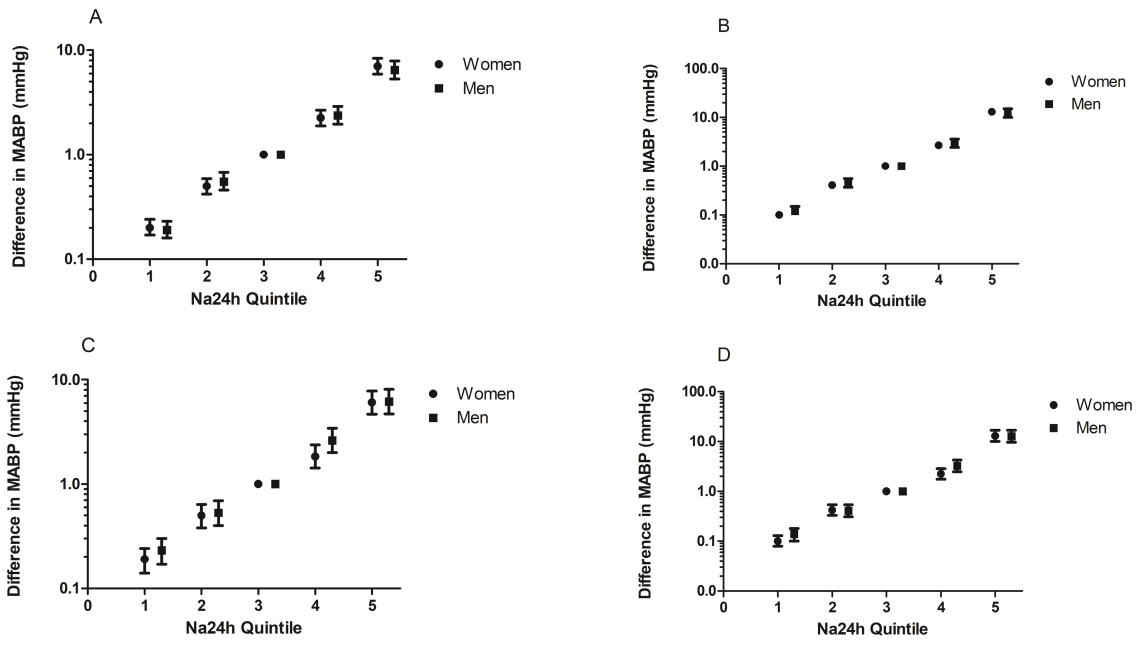 A
Difference in MABP (mmHg)
10.0
1.0
0.1
0 1 2 3 4 5
Na24h Quintile
Women
Men
B
Difference in MABP (mmHg)
100.0
10.0
1.0
0.1
0.0
0 1 2 3 4 5
Na24h Quintile
Women
Men
C
Difference in MABP (mmHg)
10.0
1.0
0.1
0 1 2 3 4 5
Na24h Quintile
Women
Men
D
Difference in MABP (mmHg)
100.0
10.0
1.0
0.1
0.0
0 1 2 3 4 5
Na24h Quintile
Women
Men